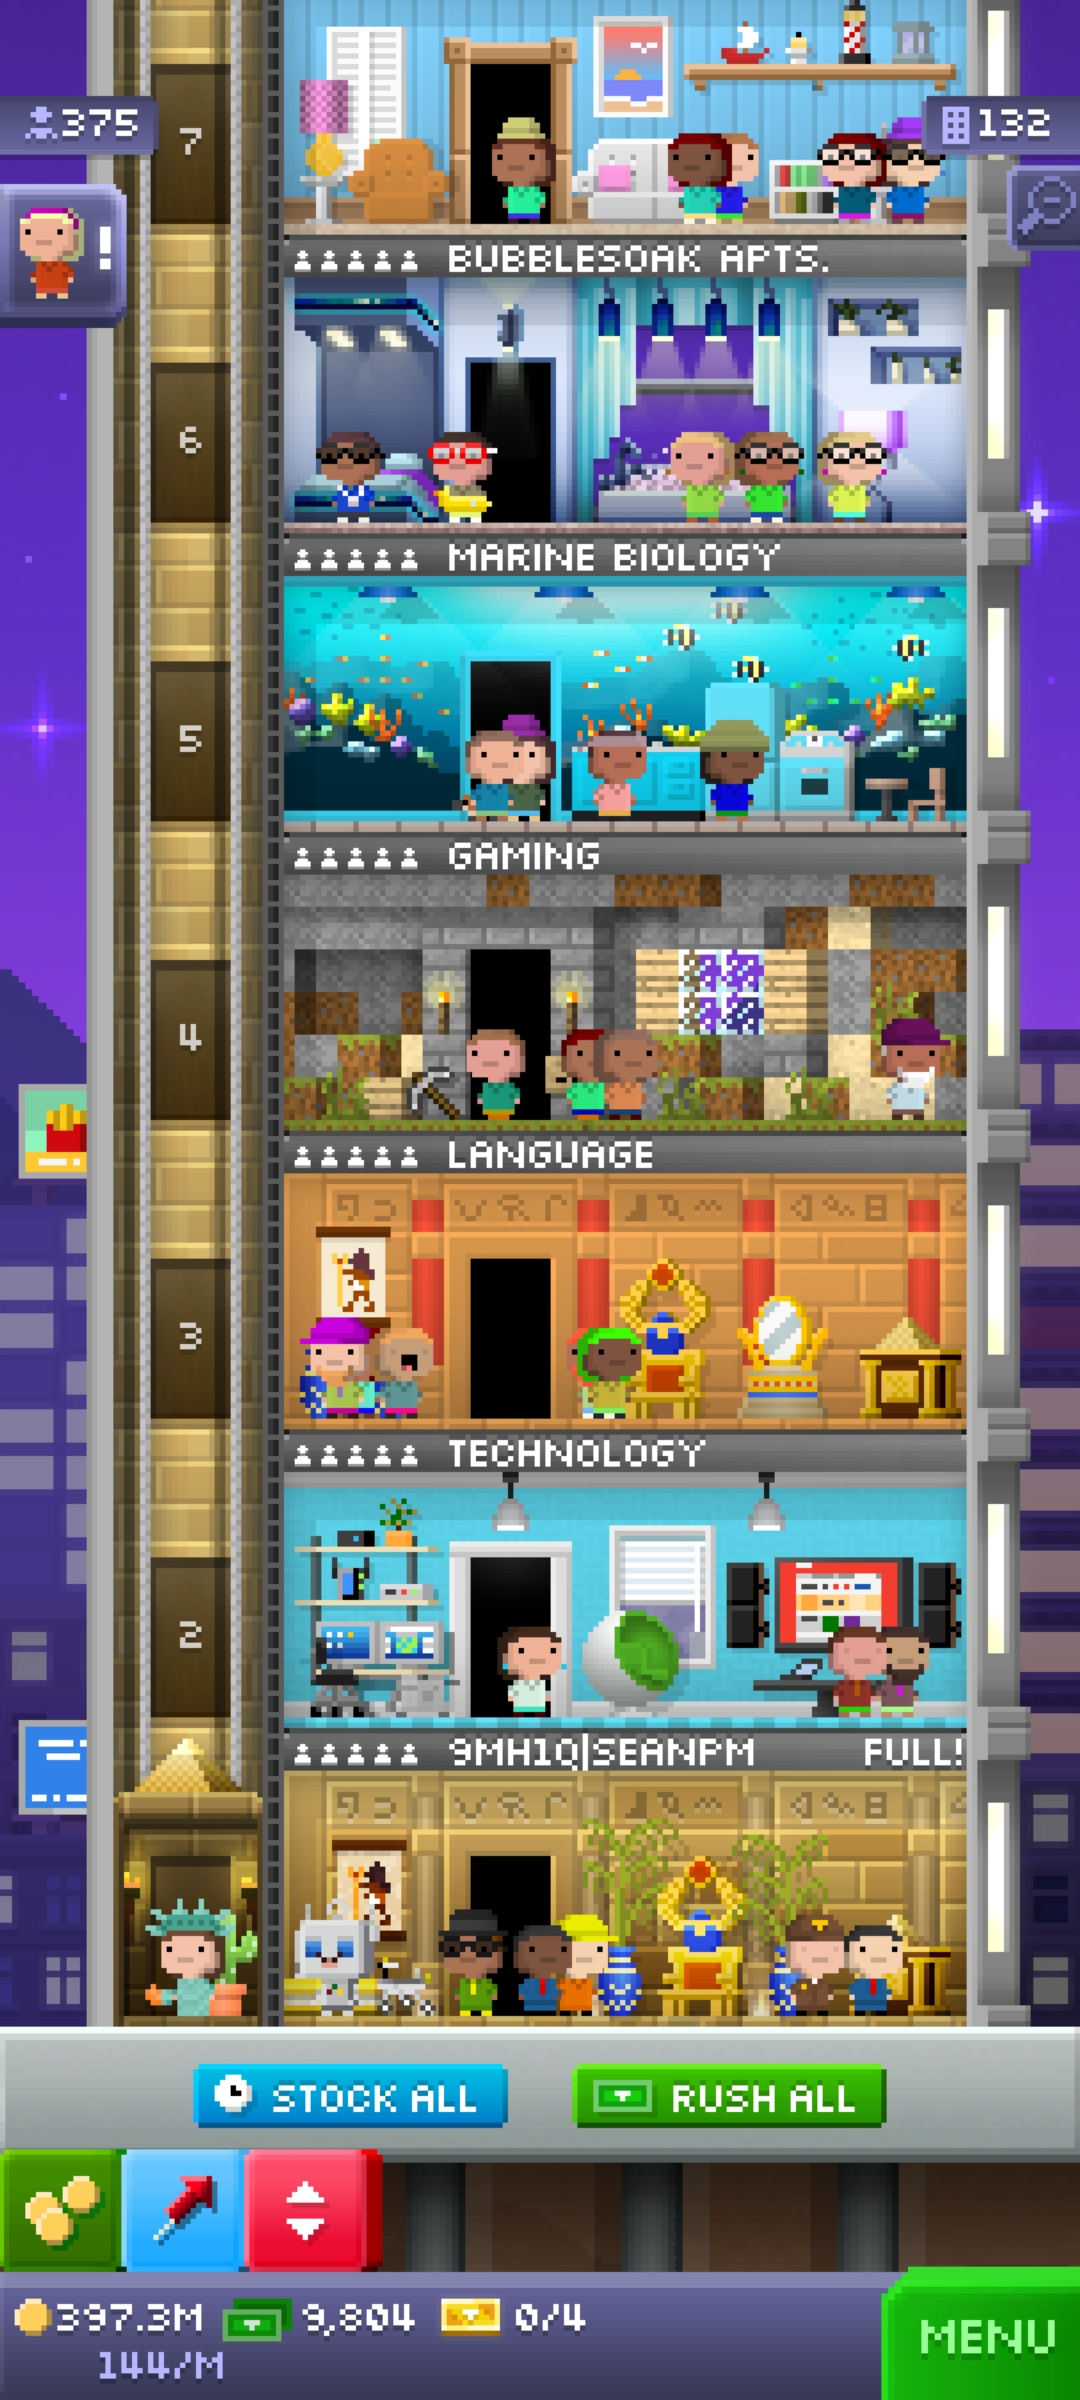 7
375
132
!
BUBBLESOAK APTS.
6
MARINE BIOLOGY
5
GAMING
4
LANGUAGE
3
TECHNOLOGY
2
9MH1Q|SEANPM FULL!
STOCK ALL
RUSH ALL
397.3M 9,804 0/4
144/M
MENU